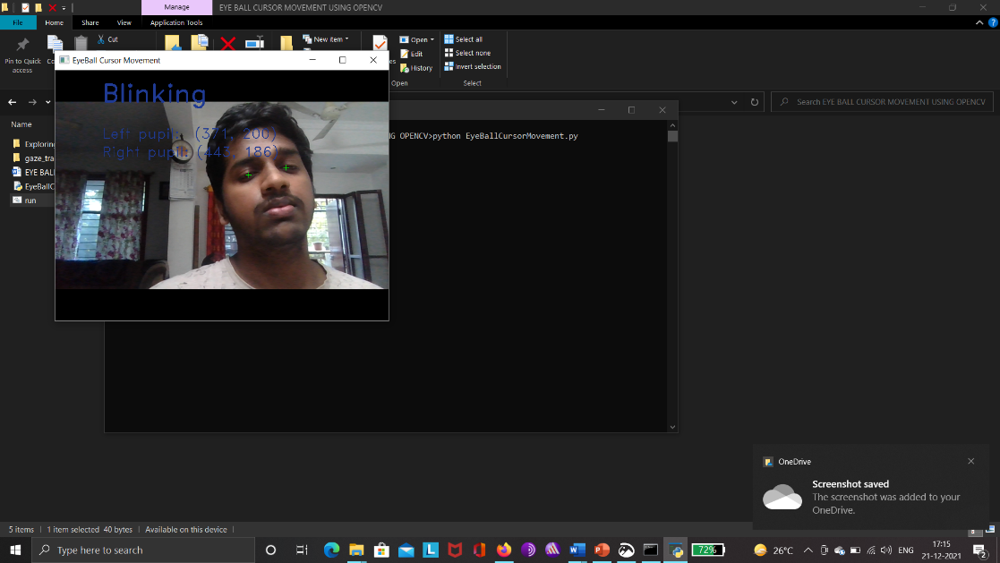 Manage
EYE BALL CURSOR MOVEMENT USING OPENCV
File
Home
Share
View
Application Tools
Pin to Quick access
Cut
New item
Open
Edit
History
Select all
Select none
Invert selection
Open
Select
EyeBall Cursor Movement
Search EYE BALL CURSOR MOVEMENT USING OPENCV
Name
Exploring
gaze_tra
EYE BALL
EyeBallC
run
Blinking
Left pupil: (371, 200)
Right pupil: (443, 186)
NG OPENCV>python EyeBallCursorMovement.py
OneDrive
Screenshot saved
The screenshot was added to your
OneDrive.
5 items
1 item selected 40 bytes
Available on this device
Type here to search
72%
26°C
ENG
17:15
21-12-2021
2